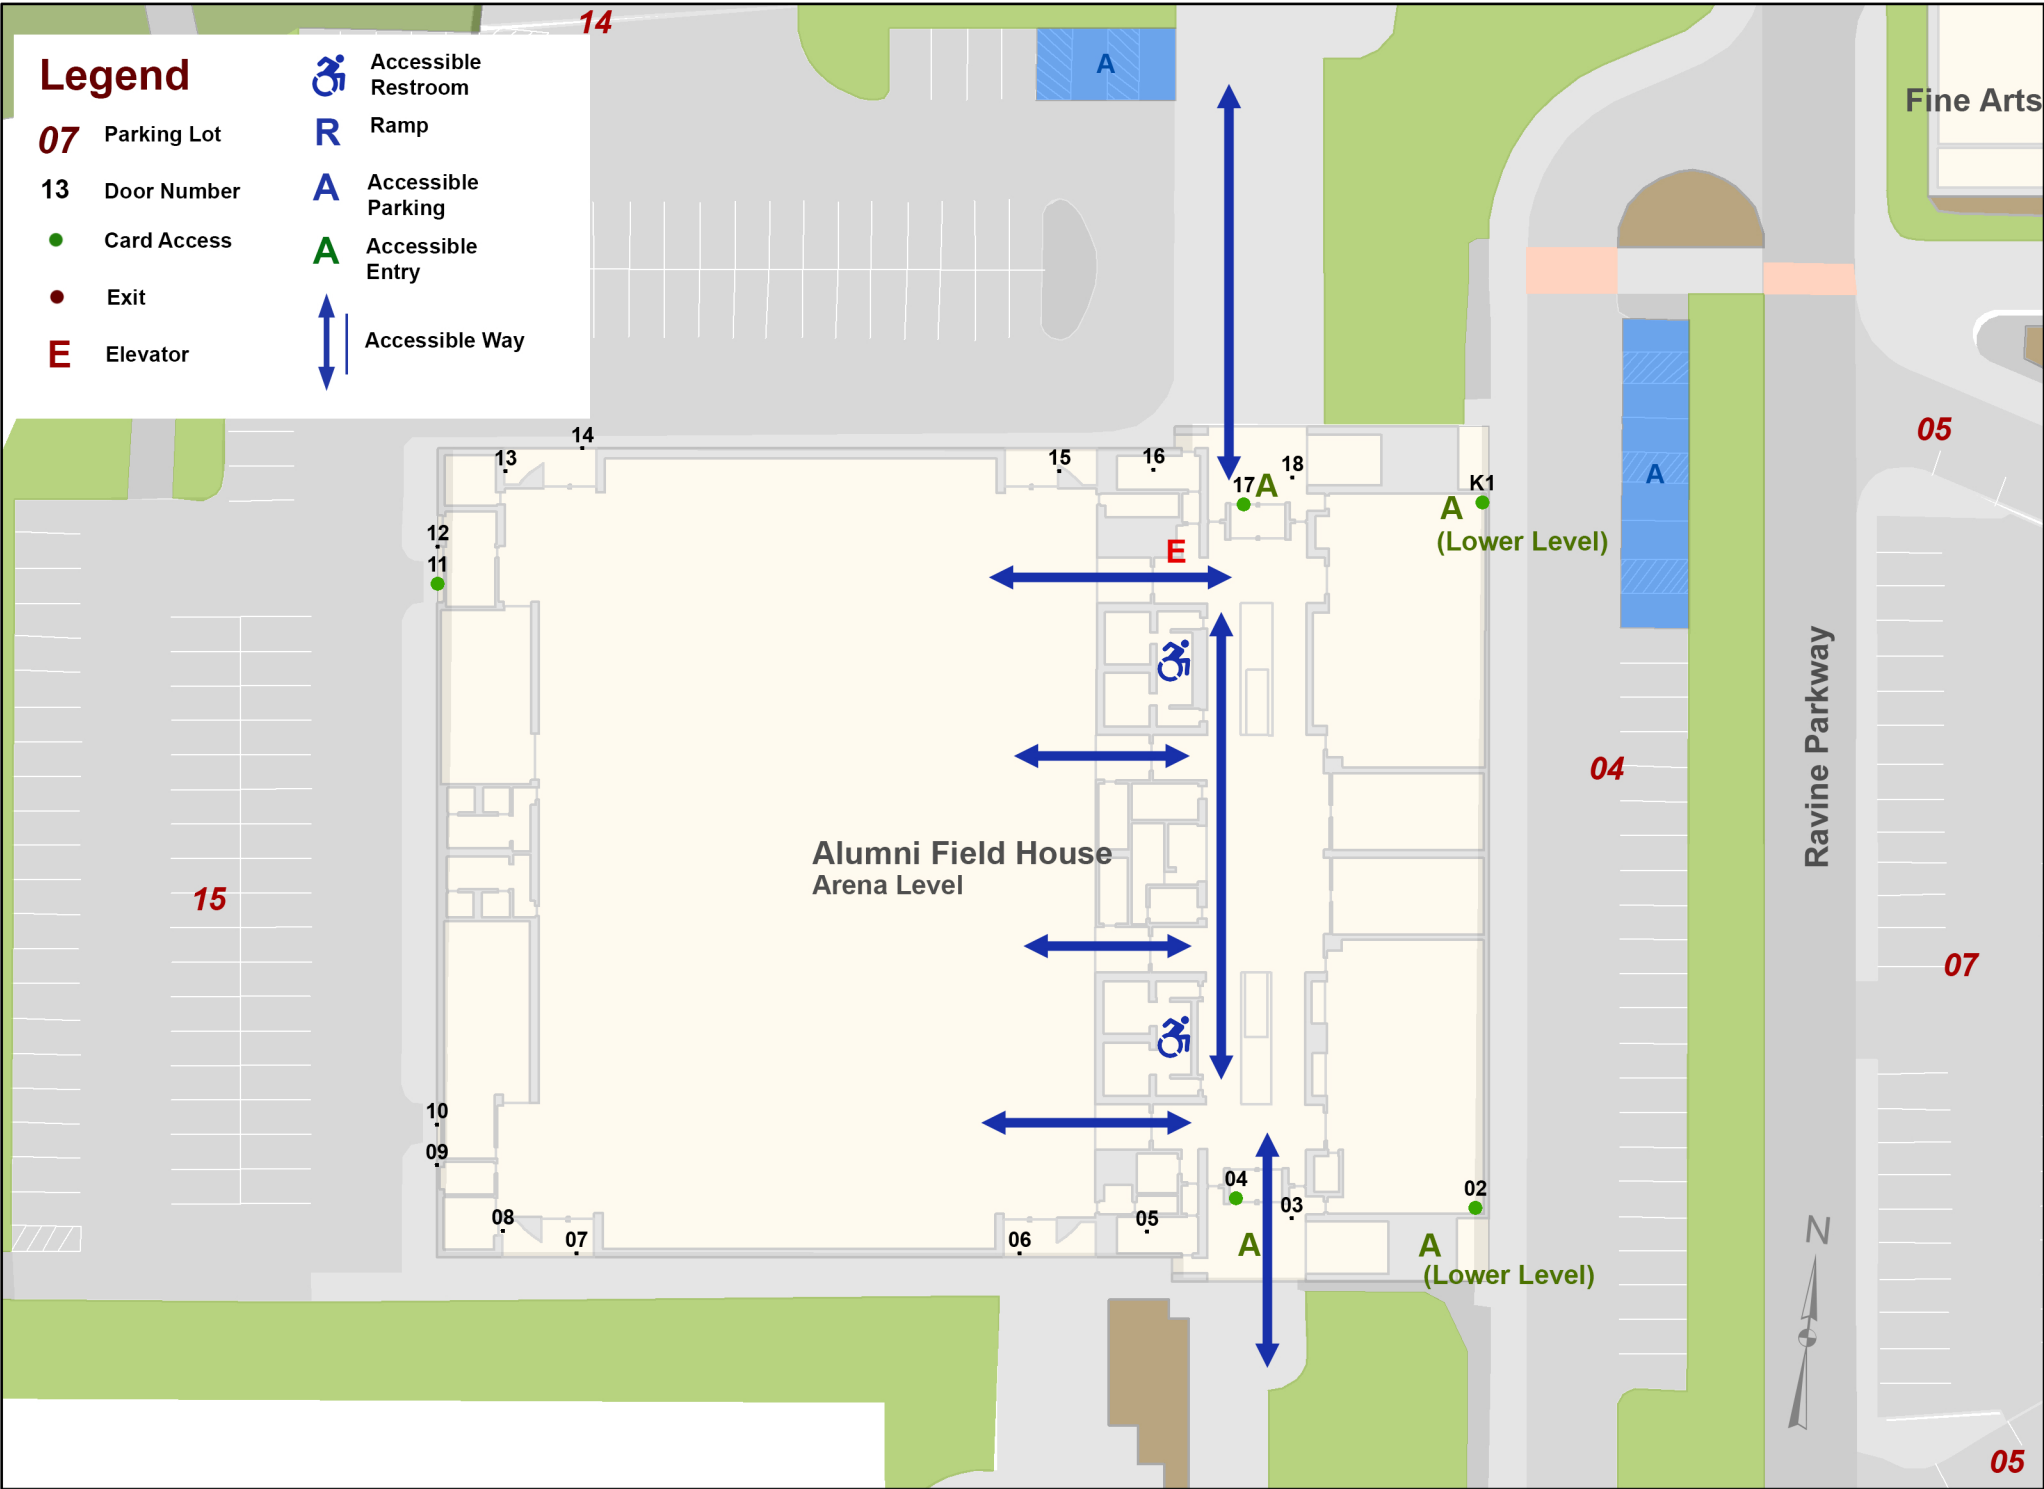 Legend
07 Parking Lot
13 Door Number
Card Access
Exit
E Elevator
Accessible
Restroom
R Ramp
A Accessible
Parking
A Accessible
Entry
Accessible Way
14
A
Fine Arts
14
13
15
16
17
A
18
K1
A
(Lower Level)
E
12
11
A
05
04
Ravine Parkway
Alumni Field House
Arena Level
15
07
10
09
08
07
06
05
04
03
02
A
A
(Lower Level)
N
05